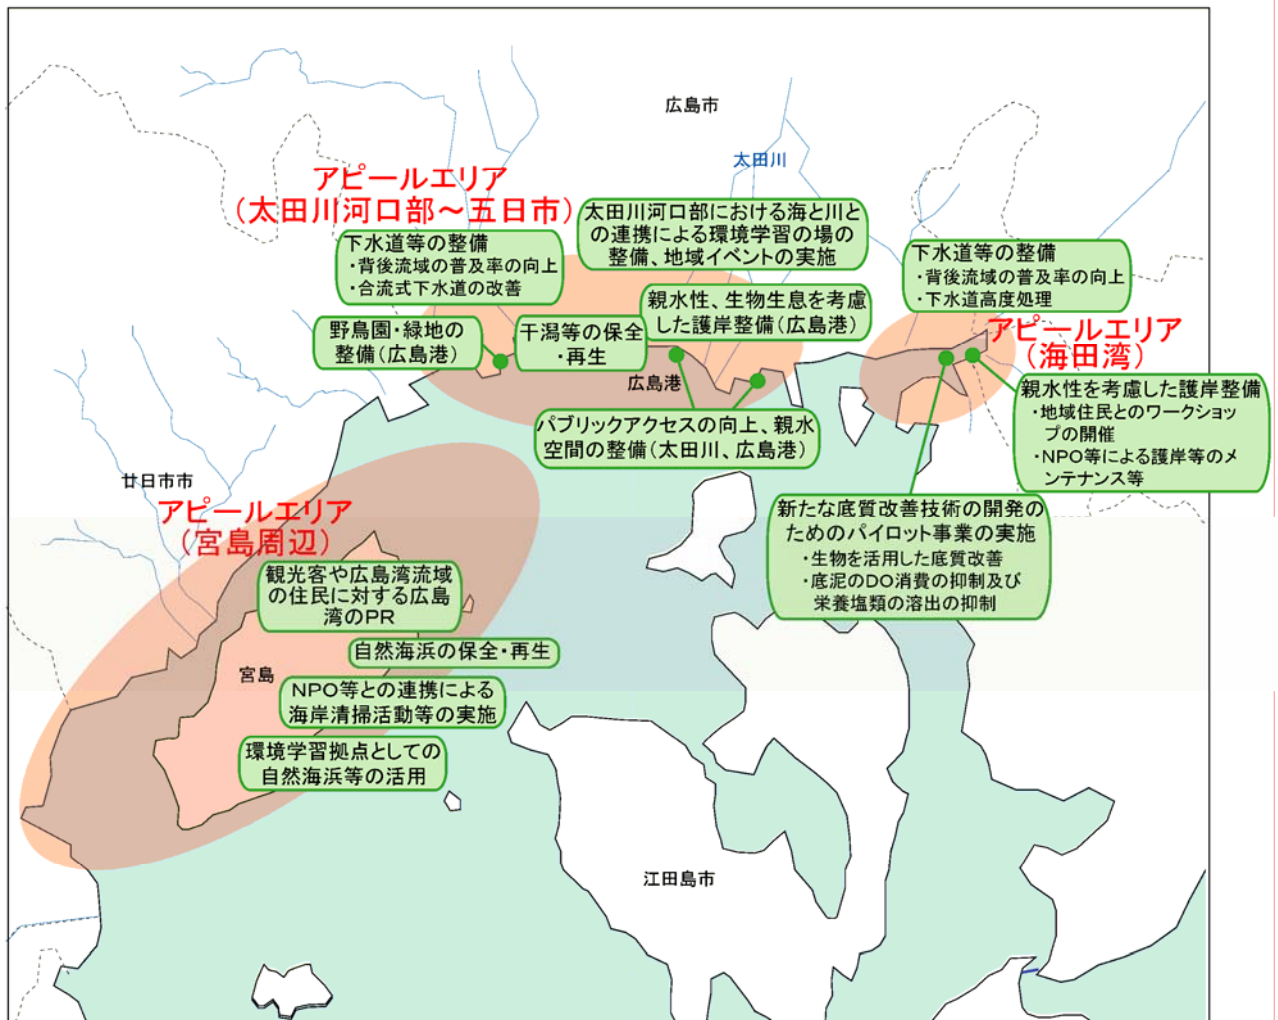 広島市
太田川
アピールエリア
（太田川河口部～五日市）
下水道等の整備
・背後流域の普及率の向上
・合流式下水道の改善
太田川河口部における海と川と
の連携による環境学習の場の
整備、地域イベントの実施
下水道等の整備
・背後流域の普及率の向上
・下水道高度処理
野鳥園・緑地の
整備（広島港）
干潟等の保全
・再生
親水性、生物生息を考慮
した護岸整備（広島港）
アピールエリア
（海田湾）
広島港
親水性を考慮した護岸整備
・地域住民とのワークショッ
プの開催
・NPO等による護岸等のメ
ンテナンス等
パブリックアクセスの向上、親水
空間の整備（太田川、広島港）
廿日市市
アピールエリア
（宮島周辺）
新たな底質改善技術の開発の
ためのパイロット事業の実施
・生物を活用した底質改善
・底泥のDO消費の抑制及び
栄養塩類の溶出の抑制
観光客や広島湾流域
の住民に対する広島
湾のPR
自然海浜の保全・再生
宮島
NPO等との連携による
海岸清掃活動等の実施
環境学習拠点としての
自然海浜等の活用
江田島市